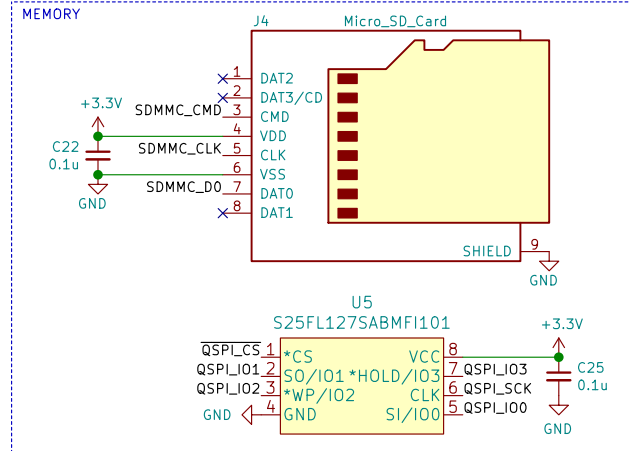 MEMORY
J4 Micro_SD_Card
1 DAT2
2 DAT3/CD
SDMMC_CMD 3 CMD
+3.3V
4 VDD
C22
0.1u
SDMMC_CLK 5 CLK
6 VSS
SDMMC_D0 7 DAT0
GND
8 DAT1
SHIELD 9
GND
U5
S25FL127SABMFI101
QSPI_CS 1 *CS
QSPI_IO1 2 SO/IO1
QSPI_IO2 3 *WP/IO2
GND 4 GND
VCC 8
*HOLD/IO3 7 QSPI_IO3
CLK 6 QSPI_SCK
SI/IO0 5 QSPI_IO0
+3.3V
C25
0.1u
GND